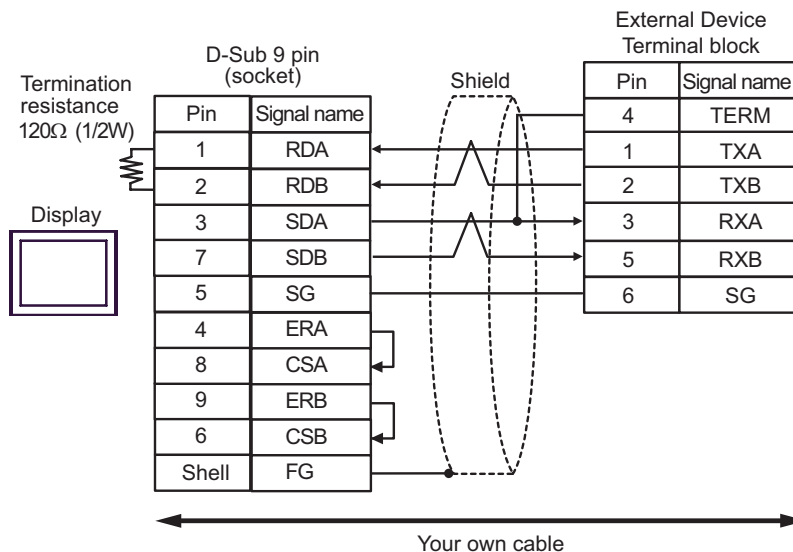 External Device
Terminal block
D-Sub 9 pin
(socket)
Termination
resistance
120Ω (1/2W)
Shield
Display
Pin Signal name
1 RDA
2 RDB
3 SDA
7 SDB
5 SG
4 ERA
8 CSA
9 ERB
6 CSB
Shell FG
Pin Signal name
4 TERM
1 TXA
2 TXB
3 RXA
5 RXB
6 SG
Your own cable